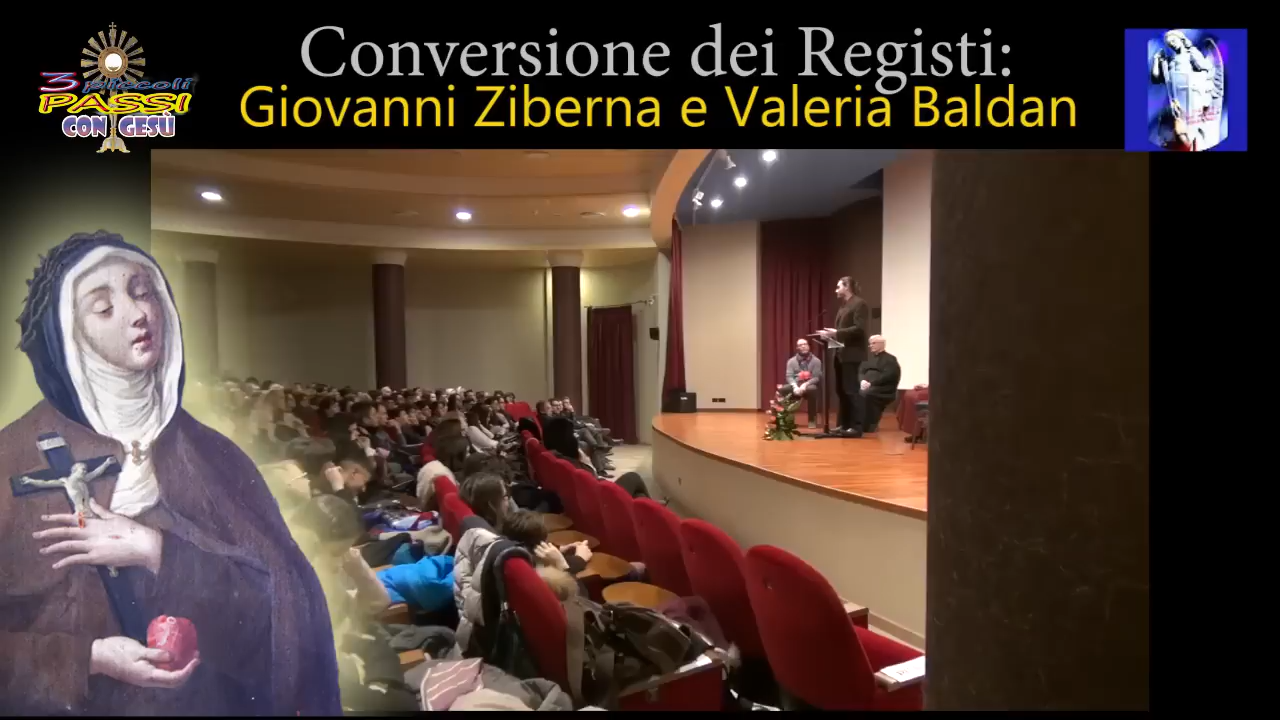 Conversione dei Registi:
Giovanni Ziberna e Valeria Baldan
3 piccoli
PASSI
CON GESÙ